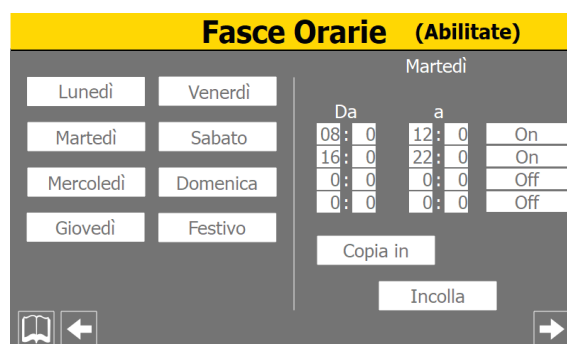 Fasce Orarie (Abilitate)
Lunedì Venerdì
Martedì Sabato
Mercoledì Domenica
Giovedì Festivo
Martedì
Da a
08: 0 12: 0 On
16: 0 22: 0 On
0: 0 0: 0 Off
0: 0 0: 0 Off
Copia in
Incolla